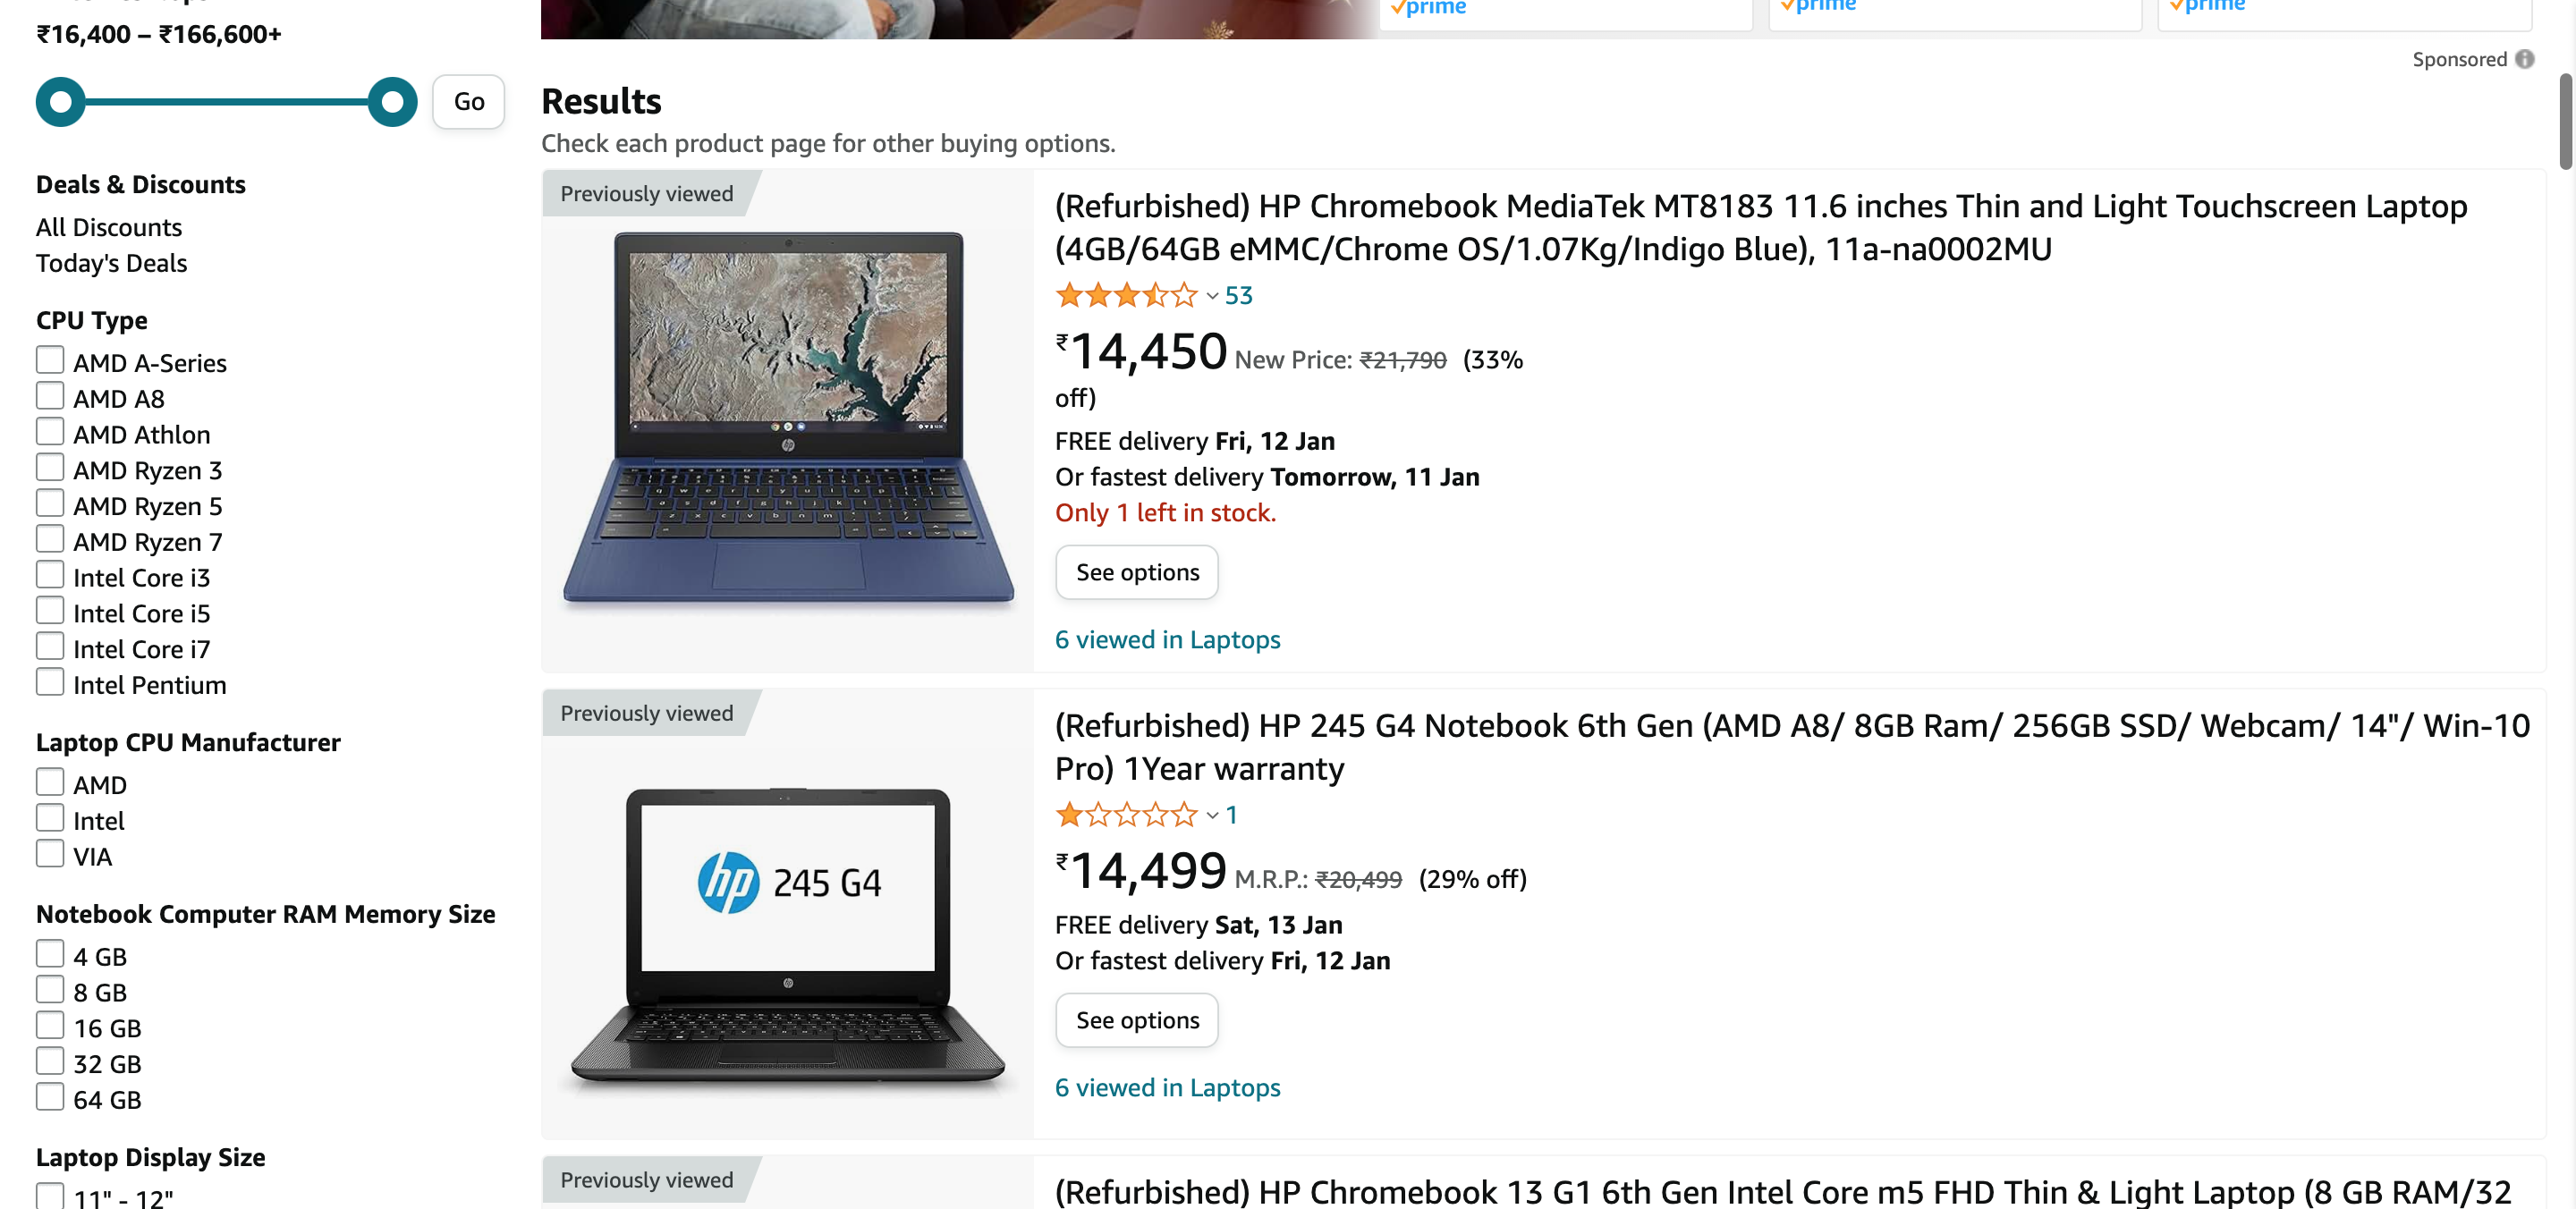 ₹16,400 – ₹166,600+
Go
Deals & Discounts
All Discounts
Today's Deals
CPU Type
AMD A-Series
AMD A8
AMD Athlon
AMD Ryzen 3
AMD Ryzen 5
AMD Ryzen 7
Intel Core i3
Intel Core i5
Intel Core i7
Intel Pentium
Laptop CPU Manufacturer
AMD
Intel
VIA
Notebook Computer RAM Memory Size
4 GB
8 GB
16 GB
32 GB
64 GB
Laptop Display Size
11" - 12"
prime
prime
prime
Sponsored
Results
Check each product page for other buying options.
Previously viewed
(Refurbished) HP Chromebook MediaTek MT8183 11.6 inches Thin and Light Touchscreen Laptop
(4GB/64GB eMMC/Chrome OS/1.07Kg/Indigo Blue), 11a-na0002MU
53
₹14,450 New Price: ₹21,790 (33%
off)
FREE delivery Fri, 12 Jan
Or fastest delivery Tomorrow, 11 Jan
Only 1 left in stock.
See options
6 viewed in Laptops
Previously viewed
hp 245 G4
(Refurbished) HP 245 G4 Notebook 6th Gen (AMD A8/ 8GB Ram/ 256GB SSD/ Webcam/ 14"/ Win-10
Pro) 1Year warranty
1
₹14,499 M.R.P.: ₹20,499 (29% off)
FREE delivery Sat, 13 Jan
Or fastest delivery Fri, 12 Jan
See options
6 viewed in Laptops
Previously viewed
(Refurbished) HP Chromebook 13 G1 6th Gen Intel Core m5 FHD Thin & Light Laptop (8 GB RAM/32